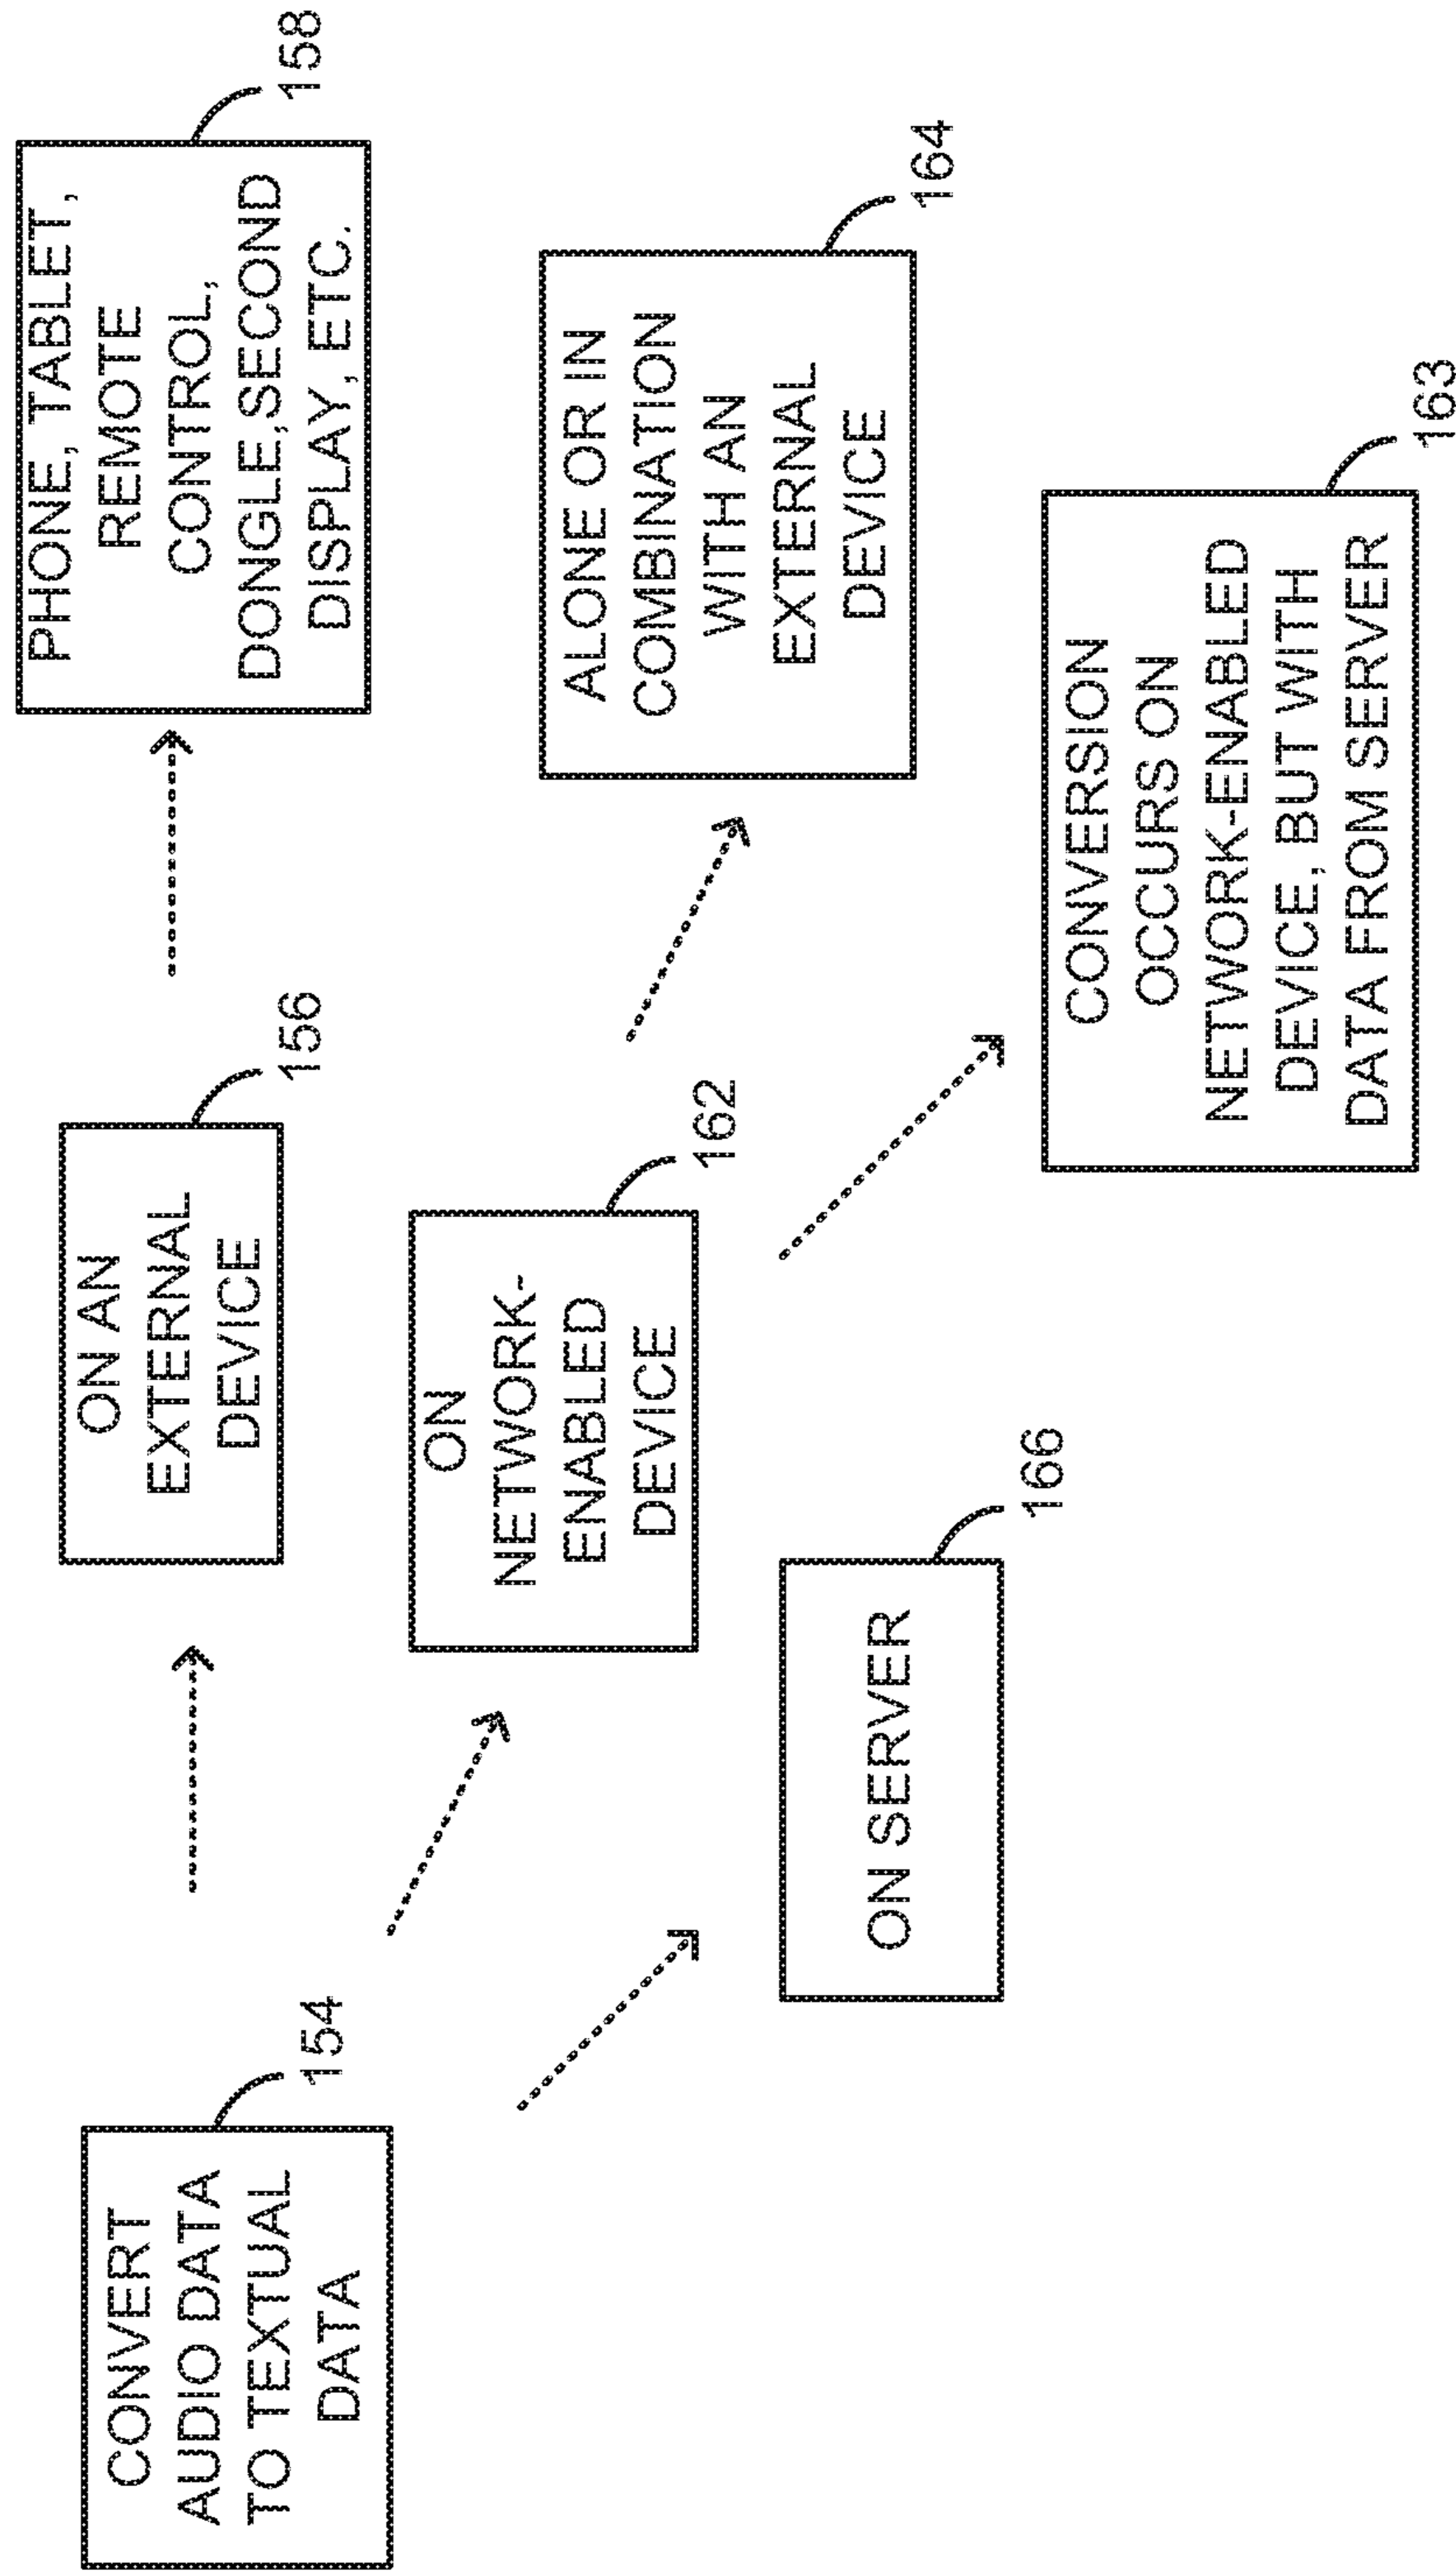 CONVERT
AUDIO DATA
TO TEXTUAL
DATA
154
ON AN
EXTERNAL
DEVICE
156
PHONE, TABLET,
REMOTE
CONTROL,
DONGLE,SECOND
DISPLAY, ETC.
158
ON
NETWORK-
ENABLED
DEVICE
162
ALONE OR IN
COMBINATION
WITH AN
EXTERNAL
DEVICE
164
ON SERVER
166
CONVERSION
OCCURS ON
NETWORK-ENABLED
DEVICE, BUT WITH
DATA FROM SERVER
163